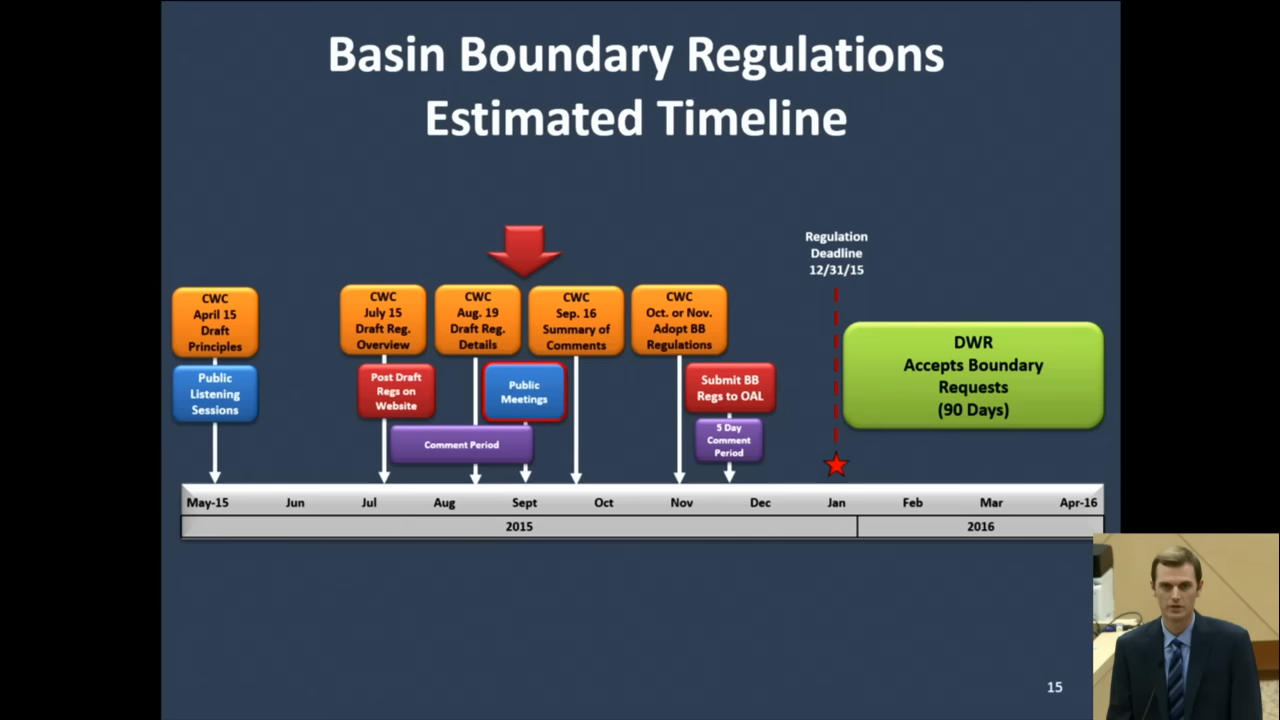 Basin Boundary Regulations
Estimated Timeline
Regulation
Deadline
12/31/15
CWC
April 15
Draft
Principles
CWC
July 15
Draft Reg.
Overview
CWC
Aug. 19
Draft Reg.
Details
CWC
Sep. 16
Summary of
Comments
CWC
Oct. or Nov.
Adopt BB
Regulations
DWR
Accepts Boundary
Requests
(90 Days)
Public
Listening
Sessions
Post Draft
Regs on
Website
Public
Meetings
Submit BB
Regs to OAL
Comment Period
5 Day
Comment
Period
May-15 Jun Jul Aug Sept Oct Nov Dec Jan Feb Mar Apr-16
2015 2016
15